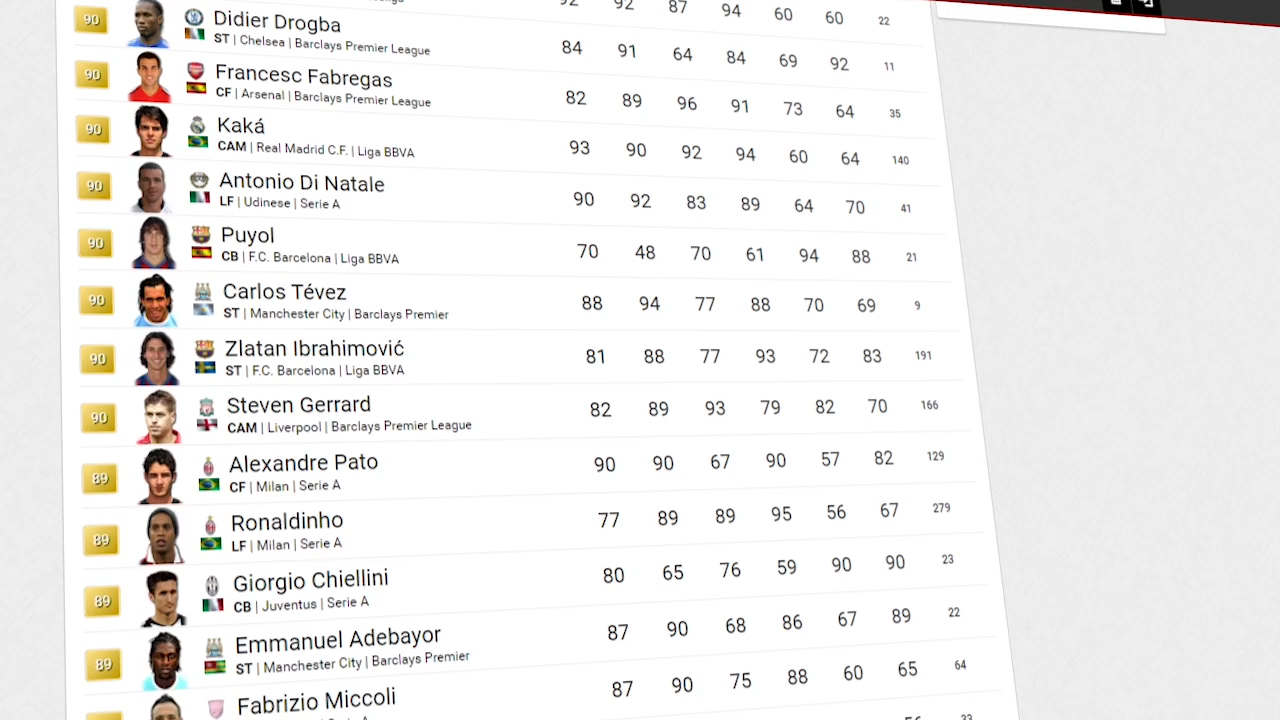 92 92 87 94 60 60 22
90 Didier Drogba
ST | Chelsea | Barclays Premier League
84 91 64 84 69 92 11
90 Francesc Fabregas
CF | Arsenal | Barclays Premier League
82 89 96 91 73 64 35
90 Kaká
CAM | Real Madrid C.F. | Liga BBVA
93 90 92 94 60 64 140
90 Antonio Di Natale
LF | Udinese | Serie A
90 92 83 89 64 70 41
90 Puyol
CB | F.C. Barcelona | Liga BBVA
70 48 70 61 94 88 21
90 Carlos Tévez
ST | Manchester City | Barclays Premier
88 94 77 88 70 69 9
90 Zlatan Ibrahimović
ST | F.C. Barcelona | Liga BBVA
81 88 77 93 72 83 191
90 Steven Gerrard
CAM | Liverpool | Barclays Premier League
82 89 93 79 82 70 166
89 Alexandre Pato
CF | Milan | Serie A
90 90 67 90 57 82 129
89 Ronaldinho
LF | Milan | Serie A
77 89 89 95 56 67 279
89 Giorgio Chiellini
CB | Juventus | Serie A
80 65 76 59 90 90 23
89 Emmanuel Adebayor
ST | Manchester City | Barclays Premier
87 90 68 86 67 89 22
Fabrizio Miccoli
87 90 75 88 60 65 64